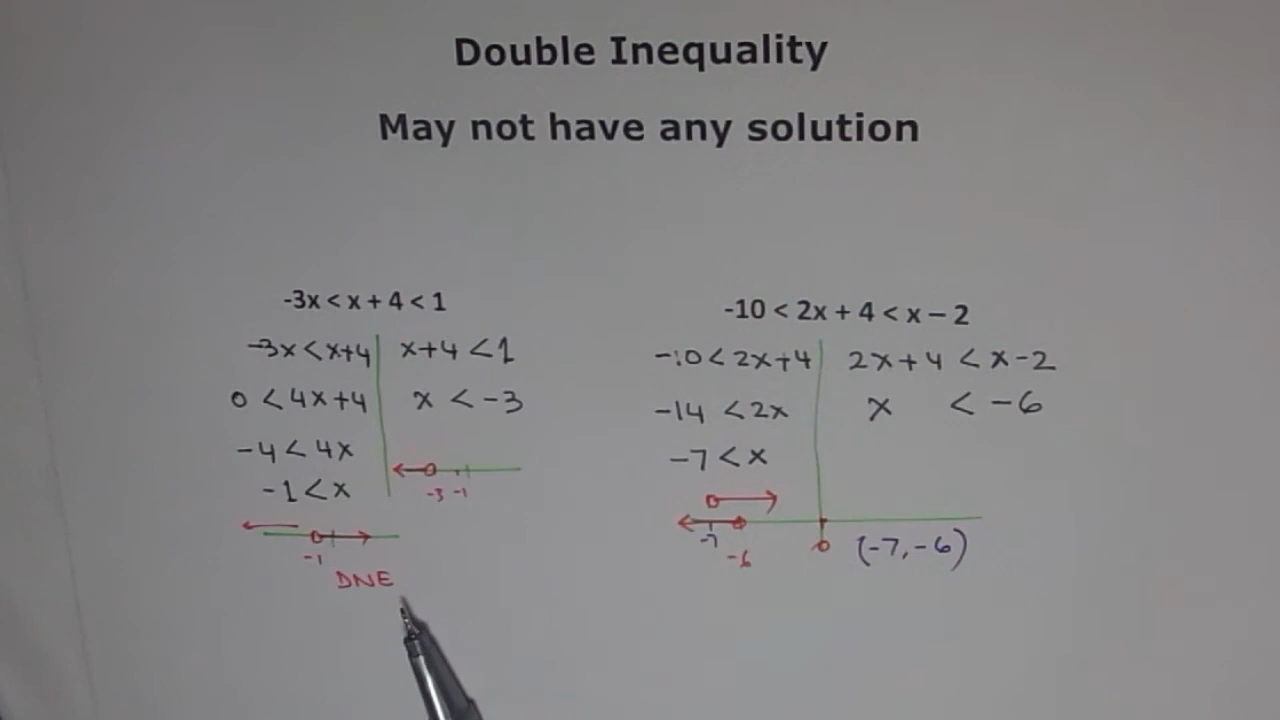 Double Inequality
May not have any solution
-3x < x + 4 < 1
-3x < x+4
x+4 < 1
0 < 4x+4
x < -3
-4 < 4x
-1 < x
-3 -1
-1
DNE
-10 < 2x + 4 < x – 2
-10 < 2x+4
2x+4 < x-2
-14 < 2x
x < -6
-7 < x
-7
-6
0
(-7,-6)